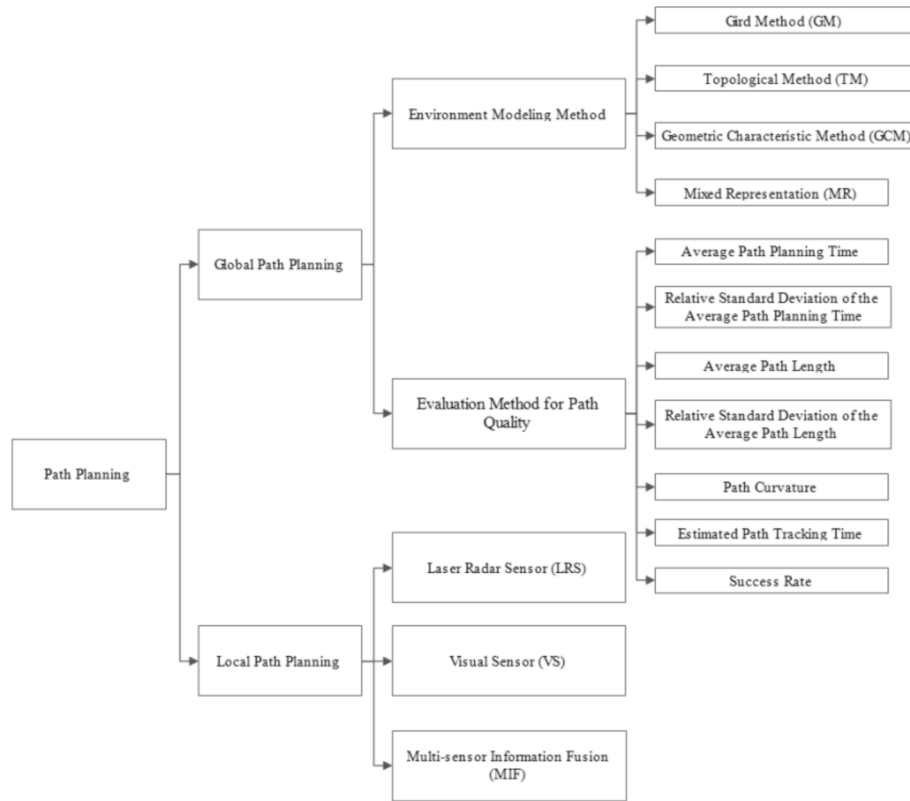 Gird Method (GM)
Topological Method (TM)
Environment Modeling Method
Geometric Characteristic Method (GCM)
Mixed Representation (MR)
Global Path Planning
Average Path Planning Time
Relative Standard Deviation of the
Average Path Planning Time
Average Path Length
Evaluation Method for Path
Quality
Relative Standard Deviation of the
Average Path Length
Path Planning
Path Curvature
Estimated Path Tracking Time
Laser Radar Sensor (LRS)
Success Rate
Local Path Planning
Visual Sensor (VS)
Multi-sensor Information Fusion
(MIF)